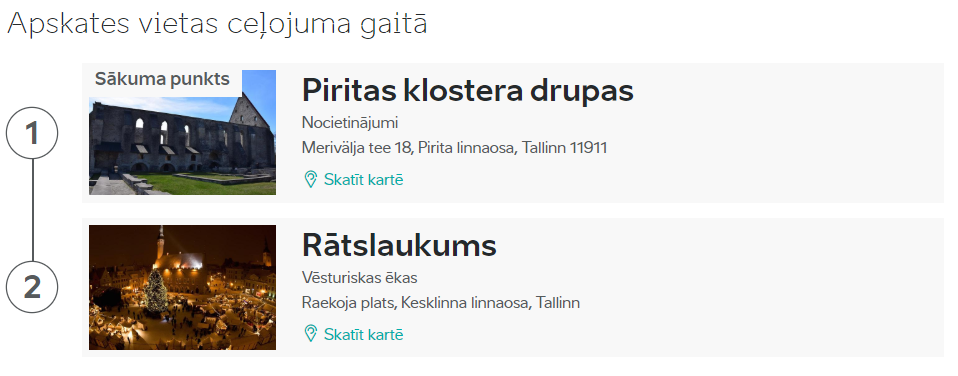 Apskates vietas ceļojuma gaitā
1
Sākuma punkts
Piritas klostera drupas
Nocietinājumi
Merivälja tee 18, Pirita linnaosa, Tallinn 11911
Skatīt kartē
2
Rātslaukums
Vēsturiskas ēkas
Raekoja plats, Kesklinna linnaosa, Tallinn
Skatīt kartē